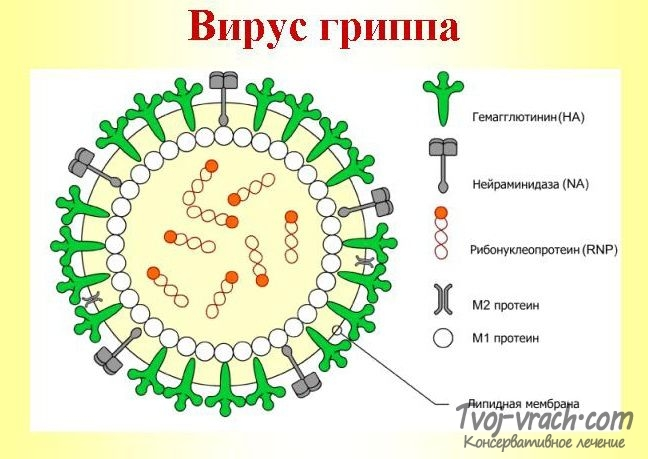 Вирус гриппа
Гемагглютинин(HA)
Нейраминидаза (NA)
Рибонуклеопротеин(RNP)
M2 протеин
M1 протеин
Липидная мембрана
Tvoj-vrach.com
Консервативное лечение